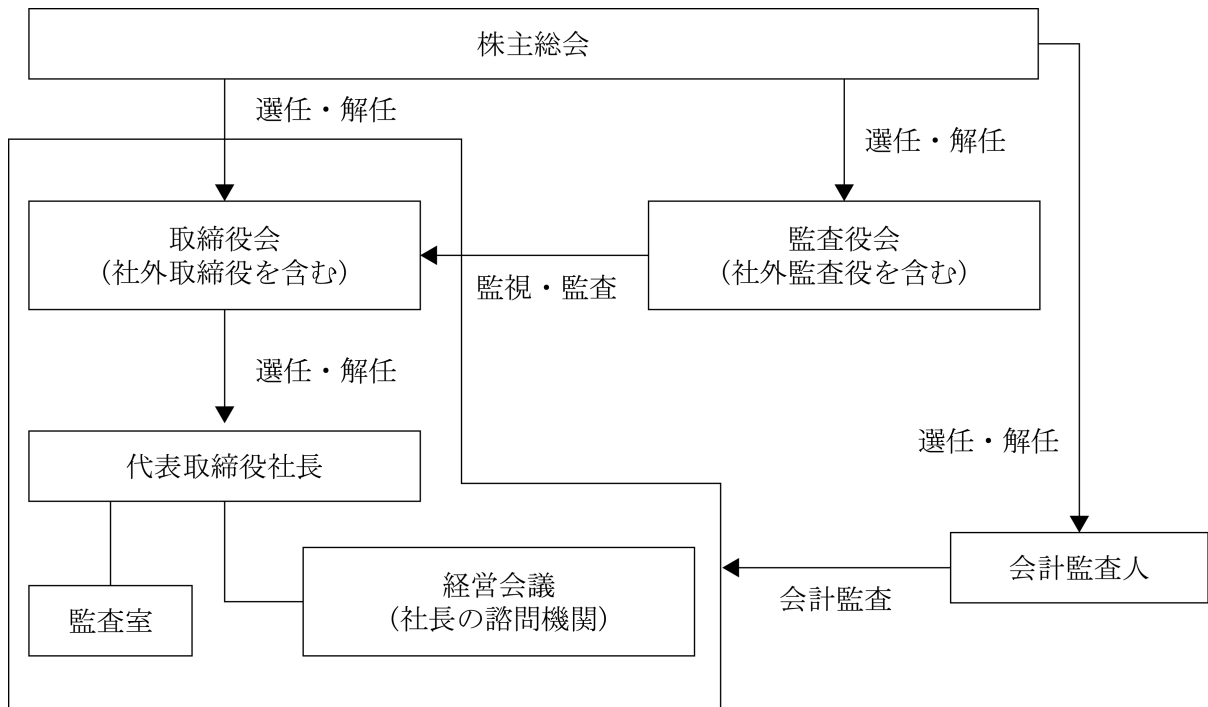 株主総会
選任・解任
選任・解任
取締役会
（社外取締役を含む）
監査役会
（社外監査役を含む）
監視・監査
選任・解任
代表取締役社長
選任・解任
会計監査人
会計監査
経営会議
（社長の諮問機関）
監査室